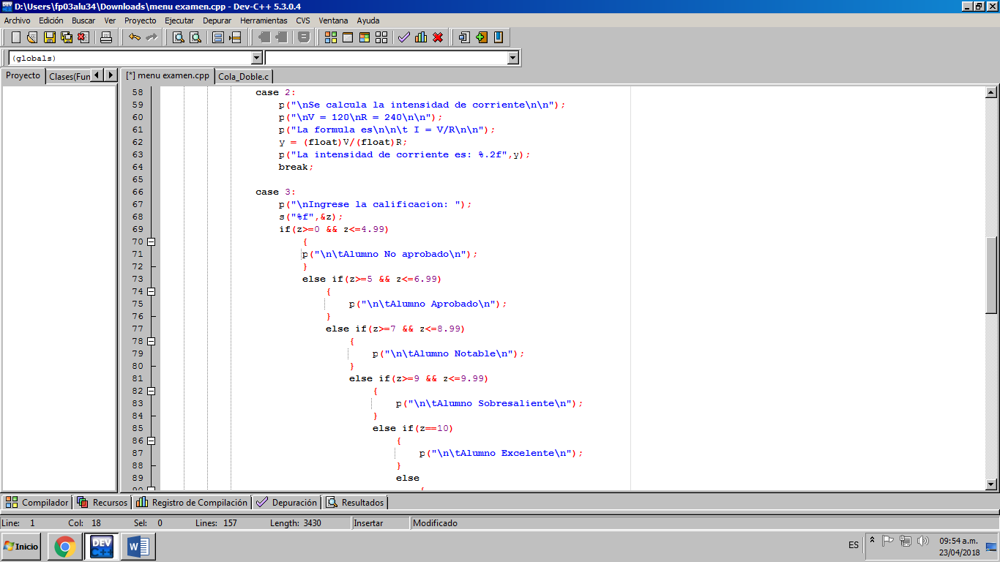 D:\Users\fp03alu34\Downloads\menu examen.cpp - Dev-C++ 5.3.0.4
Archivo Edición Buscar Ver Proyecto Ejecutar Depurar Herramientas CVS Ventana Ayuda
(globals)
Proyecto Clases(Fun [*] menu examen.cpp Cola_Doble.c
58 case 2:
59 p("\nSe calcula la intensidad de corriente\n\n");
60 p("\nV = 120\nR = 240\n\n");
61 p("La formula es\n\n\t I = V/R\n\n");
62 y = (float)V/(float)R;
63 p("La intensidad de corriente es: %.2f",y);
64 break;
65
66 case 3:
67 p("\nIngrese la calificacion: ");
68 s("%f",&z);
69 if(z>=0 && z<=4.99)
70 {
71 p("\n\tAlumno No aprobado\n");
72 }
73 else if(z>=5 && z<=6.99)
74 {
75 p("\n\tAlumno Aprobado\n");
76 }
77 else if(z>=7 && z<=8.99)
78 {
79 p("\n\tAlumno Notable\n");
80 }
81 else if(z>=9 && z<=9.99)
82 {
83 p("\n\tAlumno Sobresaliente\n");
84 }
85 else if(z==10)
86 {
87 p("\n\tAlumno Excelente\n");
88 }
89 else
90 {
Compilador Recursos Registro de Compilación Depuración Resultados
Line: 1 Col: 18 Sel: 0 Lines: 157 Length: 3430 Insertar Modificado
Inicio DEV C++ W ES 09:54 a.m.
23/04/2018